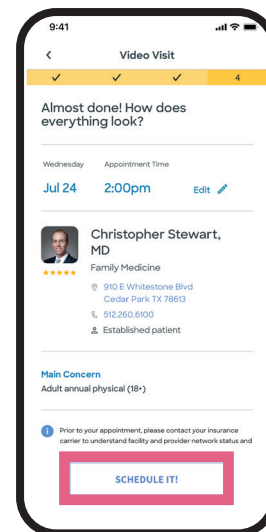 9:41
Video Visit
4
Almost done! How does
everything look?
Wednesday Appointment Time
Jul 24 2:00pm Edit
Christopher Stewart,
MD
Family Medicine
910 E Whitestone Blvd
Cedar Park TX 78613
512.260.6100
Established patient
Main Concern
Adult annual physical (18+)
Prior to your appointment, please contact your insurance
carrier to understand facility and provider network status and
SCHEDULE IT!